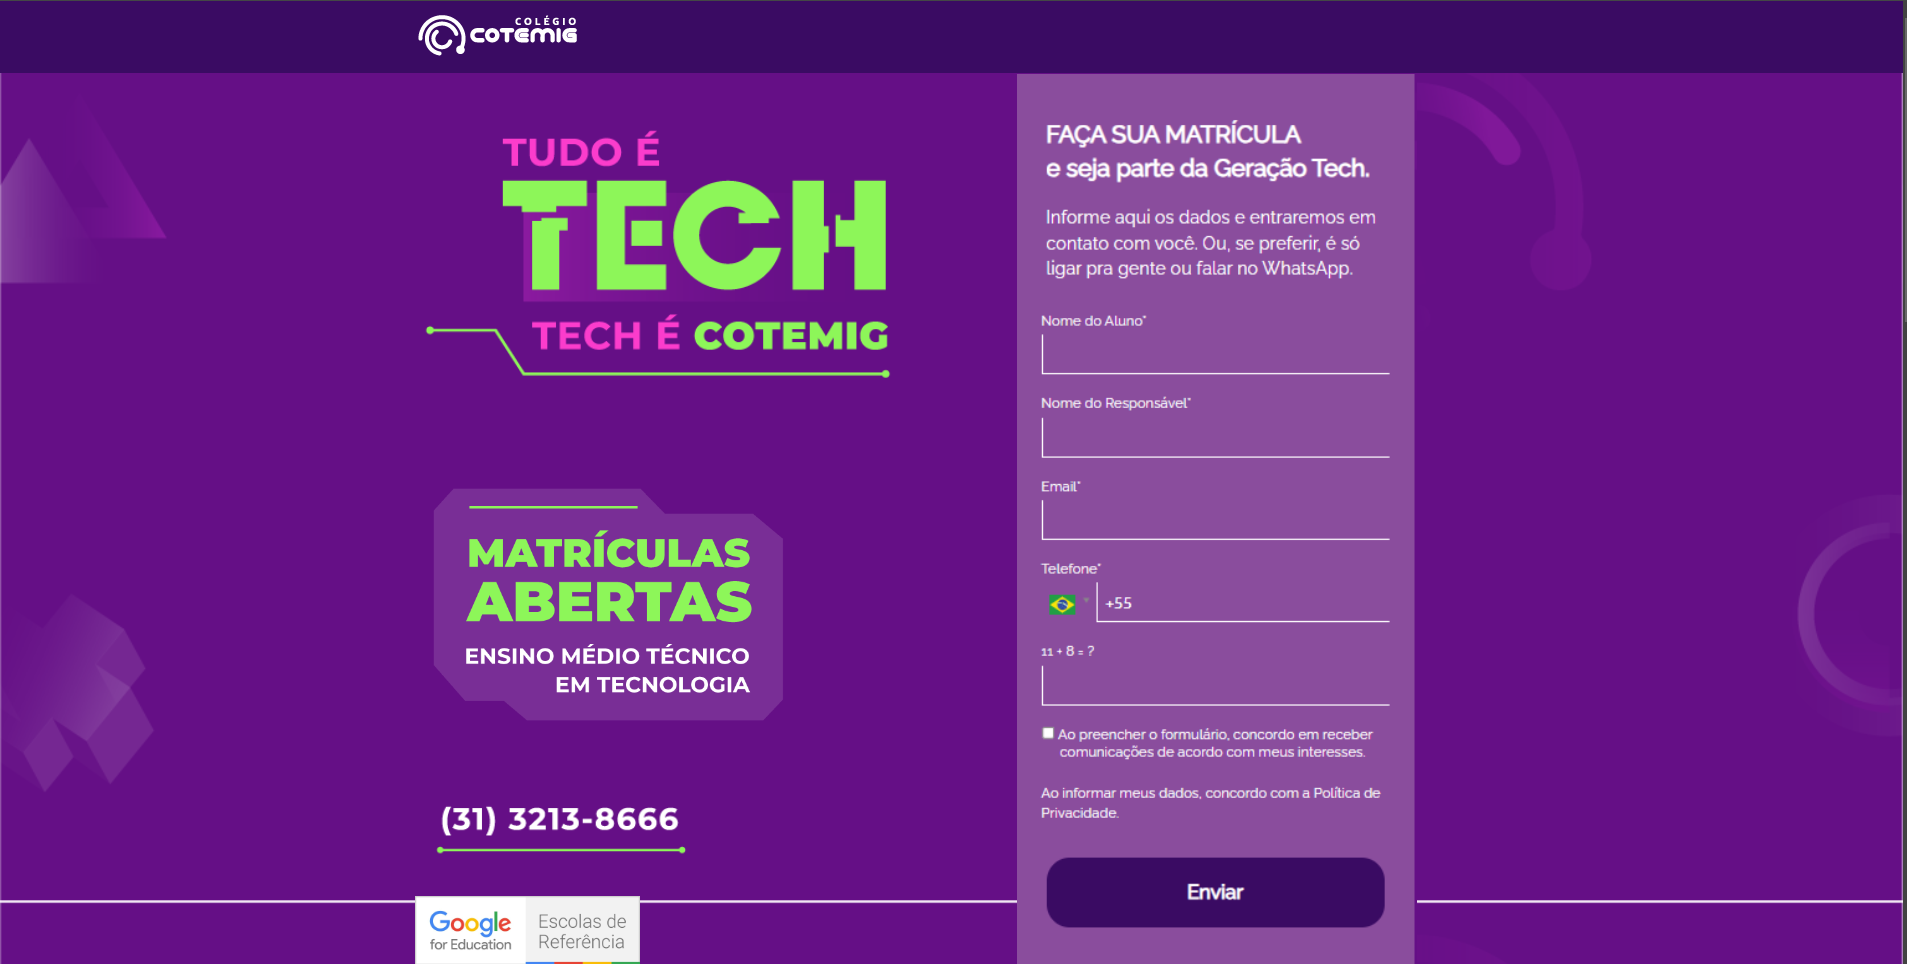 COLÉGIO
COTEMIG
TUDO É
TECH
TECH É COTEMIG
MATRÍCULAS
ABERTAS
ENSINO MÉDIO TÉCNICO
EM TECNOLOGIA
(31) 3213-8666
Google
for Education
Escolas de
Referência
FAÇA SUA MATRÍCULA
e seja parte da Geração Tech.
Informe aqui os dados e entraremos em
contato com você. Ou, se preferir, é só
ligar pra gente ou falar no WhatsApp.
Nome do Aluno*
Nome do Responsável*
Email*
Telefone*
+55
11 + 8 = ?
Ao preencher o formulário, concordo em receber
comunicações de acordo com meus interesses.
Ao informar meus dados, concordo com a Política de
Privacidade.
Enviar